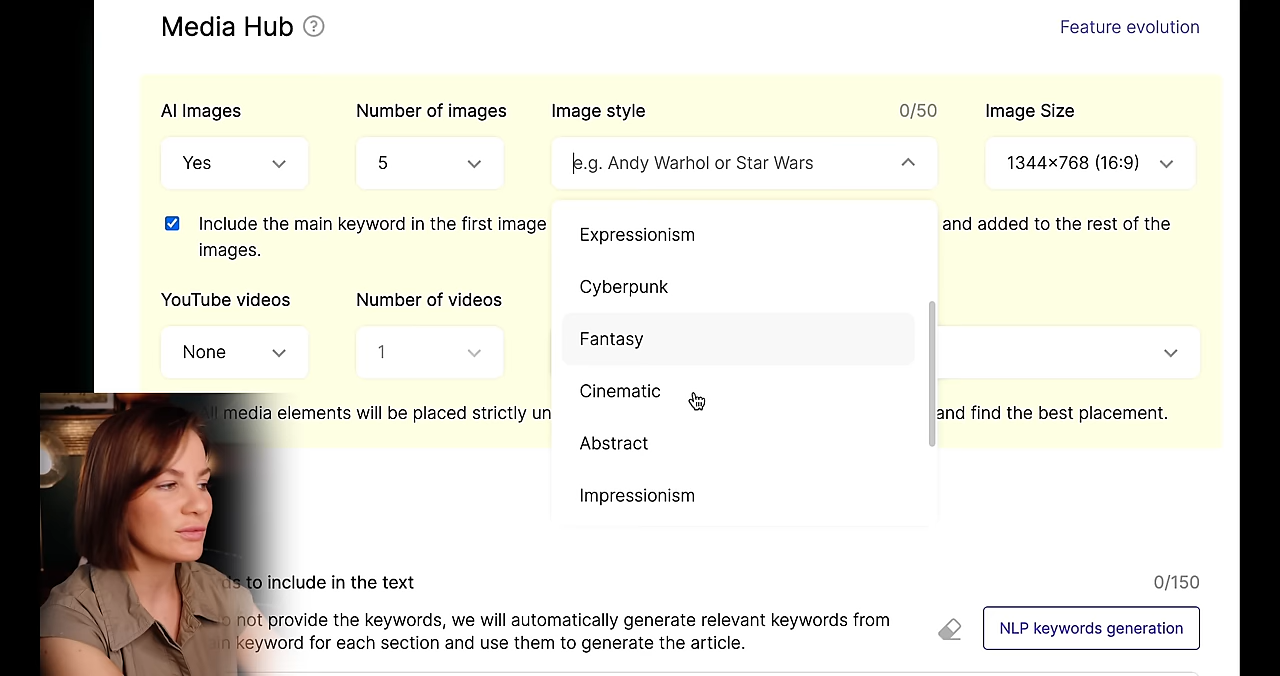 Media Hub ?
Feature evolution
AI Images
Number of images
Image style
0/50
Image Size
Yes
5
e.g. Andy Warhol or Star Wars
1344×768 (16:9)
Include the main keyword in the first image
and added to the rest of the
images.
Expressionism
Cyberpunk
Fantasy
Cinematic
Abstract
Impressionism
YouTube videos
Number of videos
None
1
media elements will be placed strictly
and find the best placement.
to include in the text
0/150
not provide the keywords, we will automatically generate relevant keywords from
keyword for each section and use them to generate the article.
NLP keywords generation